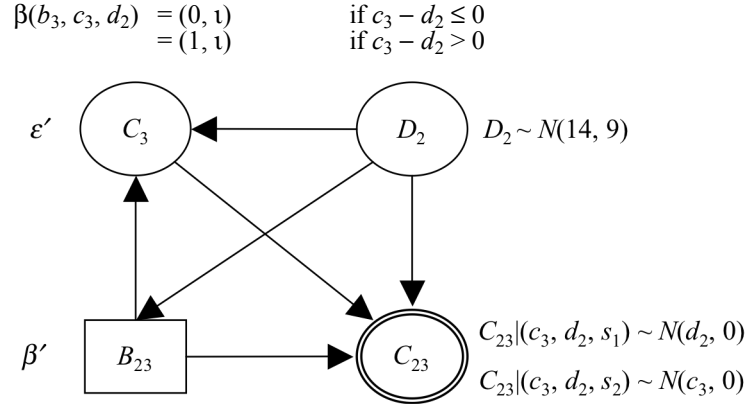 β(b₃, c₃, d₂) = (0, ι) if c₃ − d₂ ≤ 0
= (1, ι) if c₃ − d₂ > 0
ε′ C₃ D₂ D₂ ~ N(14, 9)
C₂₃|(c₃, d₂, s₁) ~ N(d₂, 0)
β′ B₂₃ C₂₃
C₂₃|(c₃, d₂, s₂) ~ N(c₃, 0)